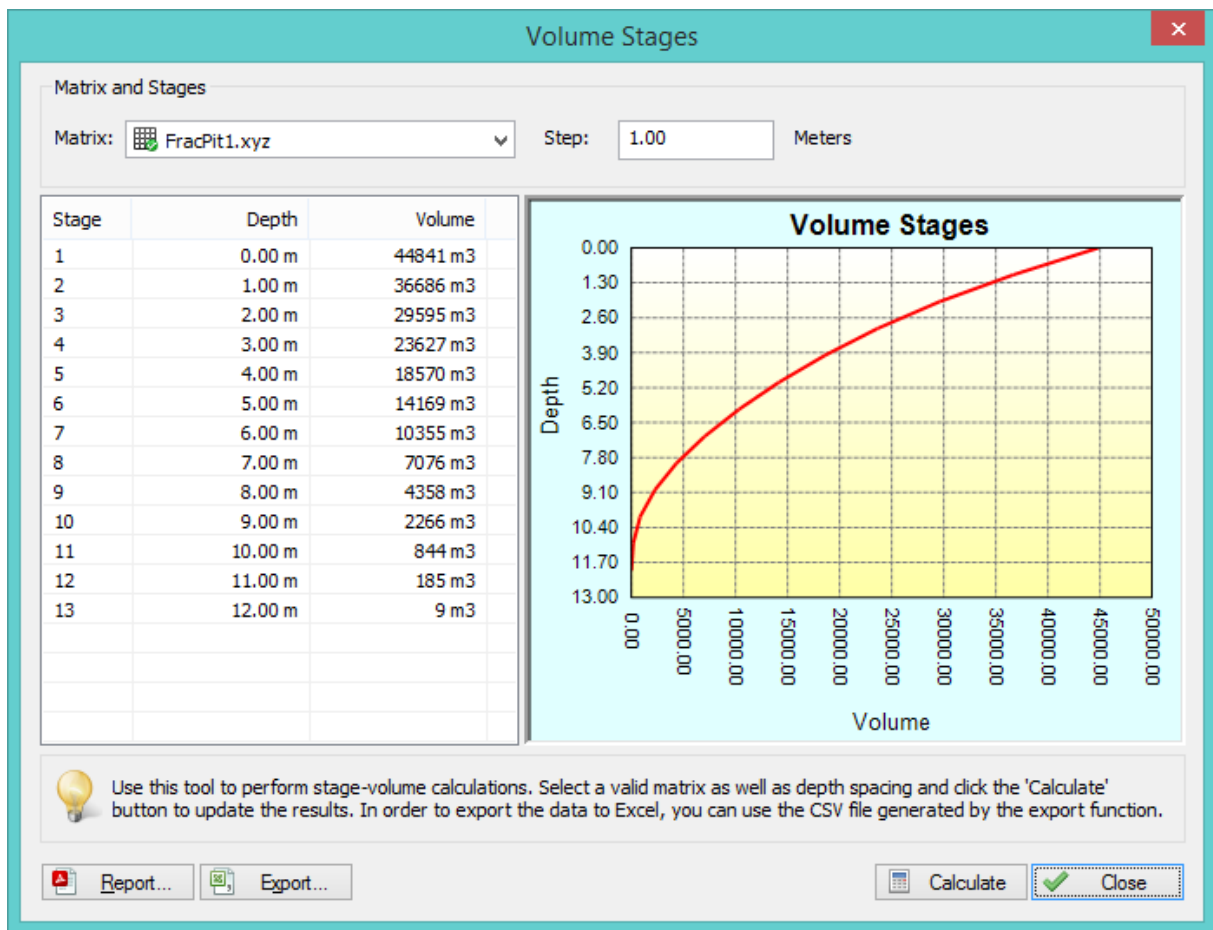 Volume Stages
Matrix and Stages
Matrix: FracPit1.xyz Step: 1.00 Meters
Stage Depth Volume
1 0.00 m 44841 m3
2 1.00 m 36686 m3
3 2.00 m 29595 m3
4 3.00 m 23627 m3
5 4.00 m 18570 m3
6 5.00 m 14169 m3
7 6.00 m 10355 m3
8 7.00 m 7076 m3
9 8.00 m 4358 m3
10 9.00 m 2266 m3
11 10.00 m 844 m3
12 11.00 m 185 m3
13 12.00 m 9 m3
Volume Stages
Depth
0.00
1.30
2.60
3.90
5.20
6.50
7.80
9.10
10.40
11.70
13.00
0.00
5000.00
10000.00
15000.00
20000.00
25000.00
30000.00
35000.00
40000.00
45000.00
50000.00
Volume
Use this tool to perform stage-volume calculations. Select a valid matrix as well as depth spacing and click the 'Calculate'
button to update the results. In order to export the data to Excel, you can use the CSV file generated by the export function.
Report... Export... Calculate Close